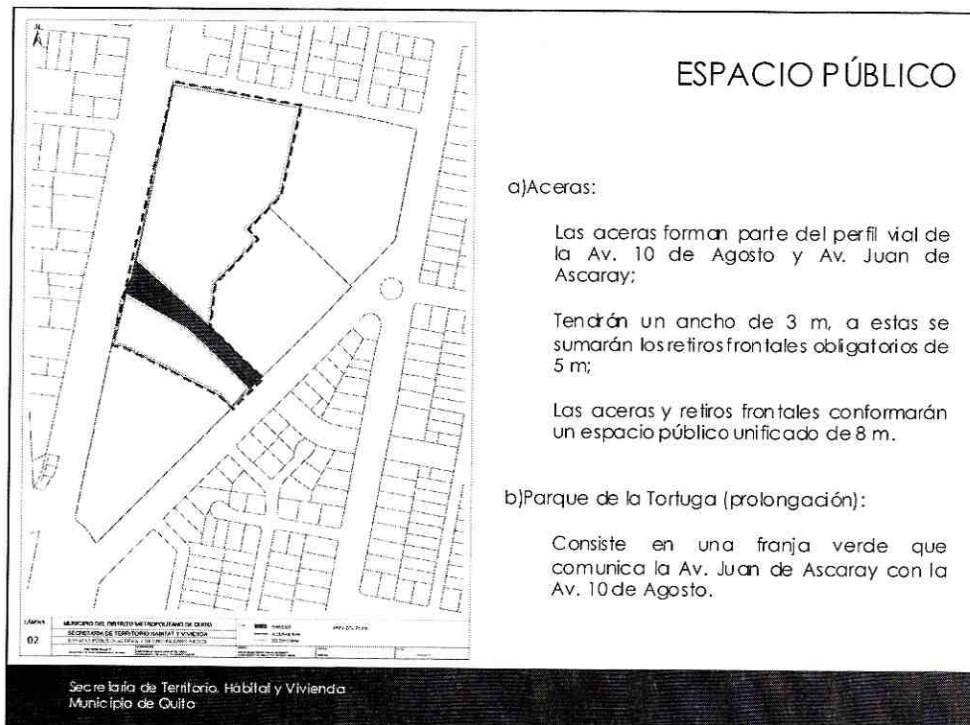 N
ESPACIO PÚBLICO
a)Aceras:
Las aceras forman parte del perfil vial de
la Av. 10 de Agosto y Av. Juan de
Ascaray;
Tendrán un ancho de 3 m, a estas se
sumarán los retiros frontales obligatorios de
5 m;
Las aceras y retiros frontales conformarán
un espacio público unificado de 8 m.
b)Parque de la Tortuga (prolongación):
Consiste en una franja verde que
comunica la Av. Juan de Ascaray con la
Av. 10 de Agosto.
LÁMINA
02
MUNICIPIO DEL DISTRITO METROPOLITANO DE QUITO
SECRETARIA DE TERRITORIO HABITAT Y VIVIENDA
Secretaría de Territorio, Hábitat y Vivienda
Municipio de Quito